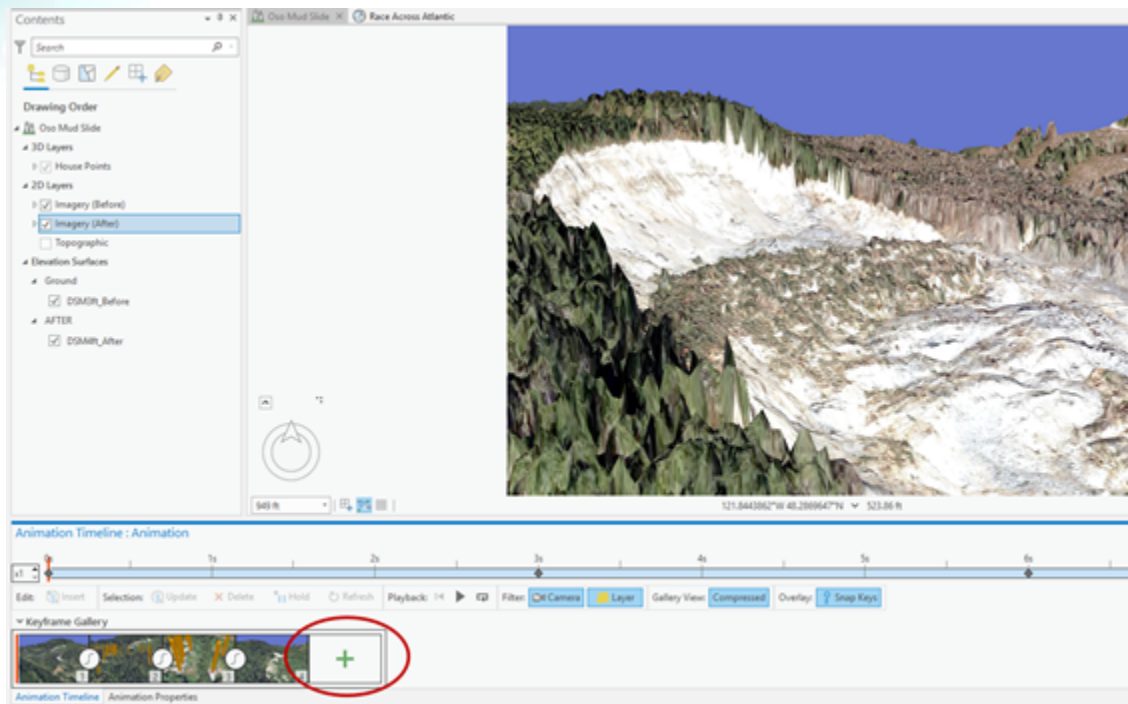 Contents
Oso Mud Slide
Race Across Atlantic
Search
Drawing Order
Oso Mud Slide
3D Layers
House Points
2D Layers
Imagery (Before)
Imagery (After)
Topographic
Elevation Surfaces
Ground
DSM3ft_Before
AFTER
DSM4ft_After
949 ft
121.8443862°W 48.2869647°N
523.86 ft
Animation Timeline : Animation
0s 1s 2s 3s 4s 5s 6s
x1
Edit: Insert Selection: Update Delete Hold Refresh Playback: Filter: Camera Layer Gallery View: Compressed Overlay: Snap Keys
Keyframe Gallery
1 2 3 4
Animation Timeline Animation Properties